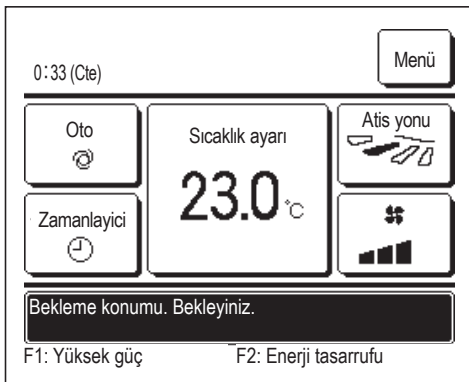 0:33 (Cte)
Menü
Oto
Sıcaklık ayarı
Atis yonu
23.0 °C
Zamanlayici
Bekleme konumu. Bekleyiniz.
F1: Yüksek güç
F2: Enerji tasarrufu